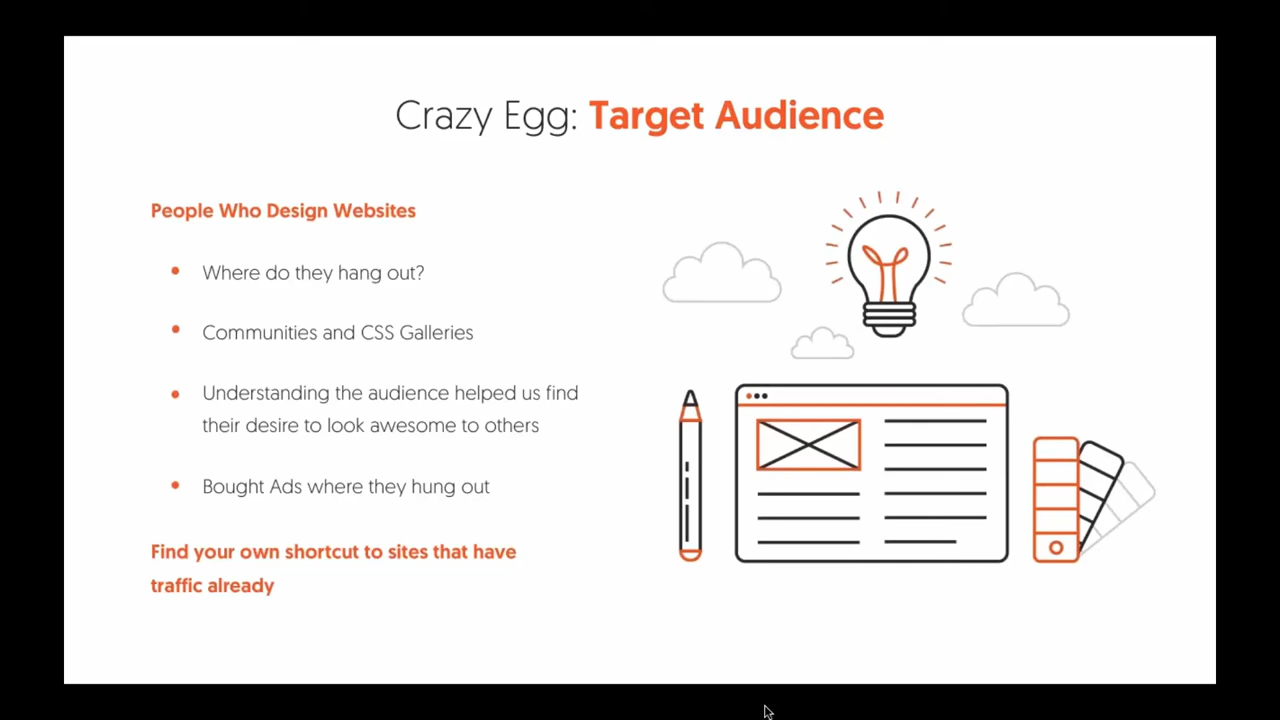 Crazy Egg: Target Audience
People Who Design Websites
Where do they hang out?
Communities and CSS Galleries
Understanding the audience helped us find
their desire to look awesome to others
Bought Ads where they hung out
Find your own shortcut to sites that have
traffic already